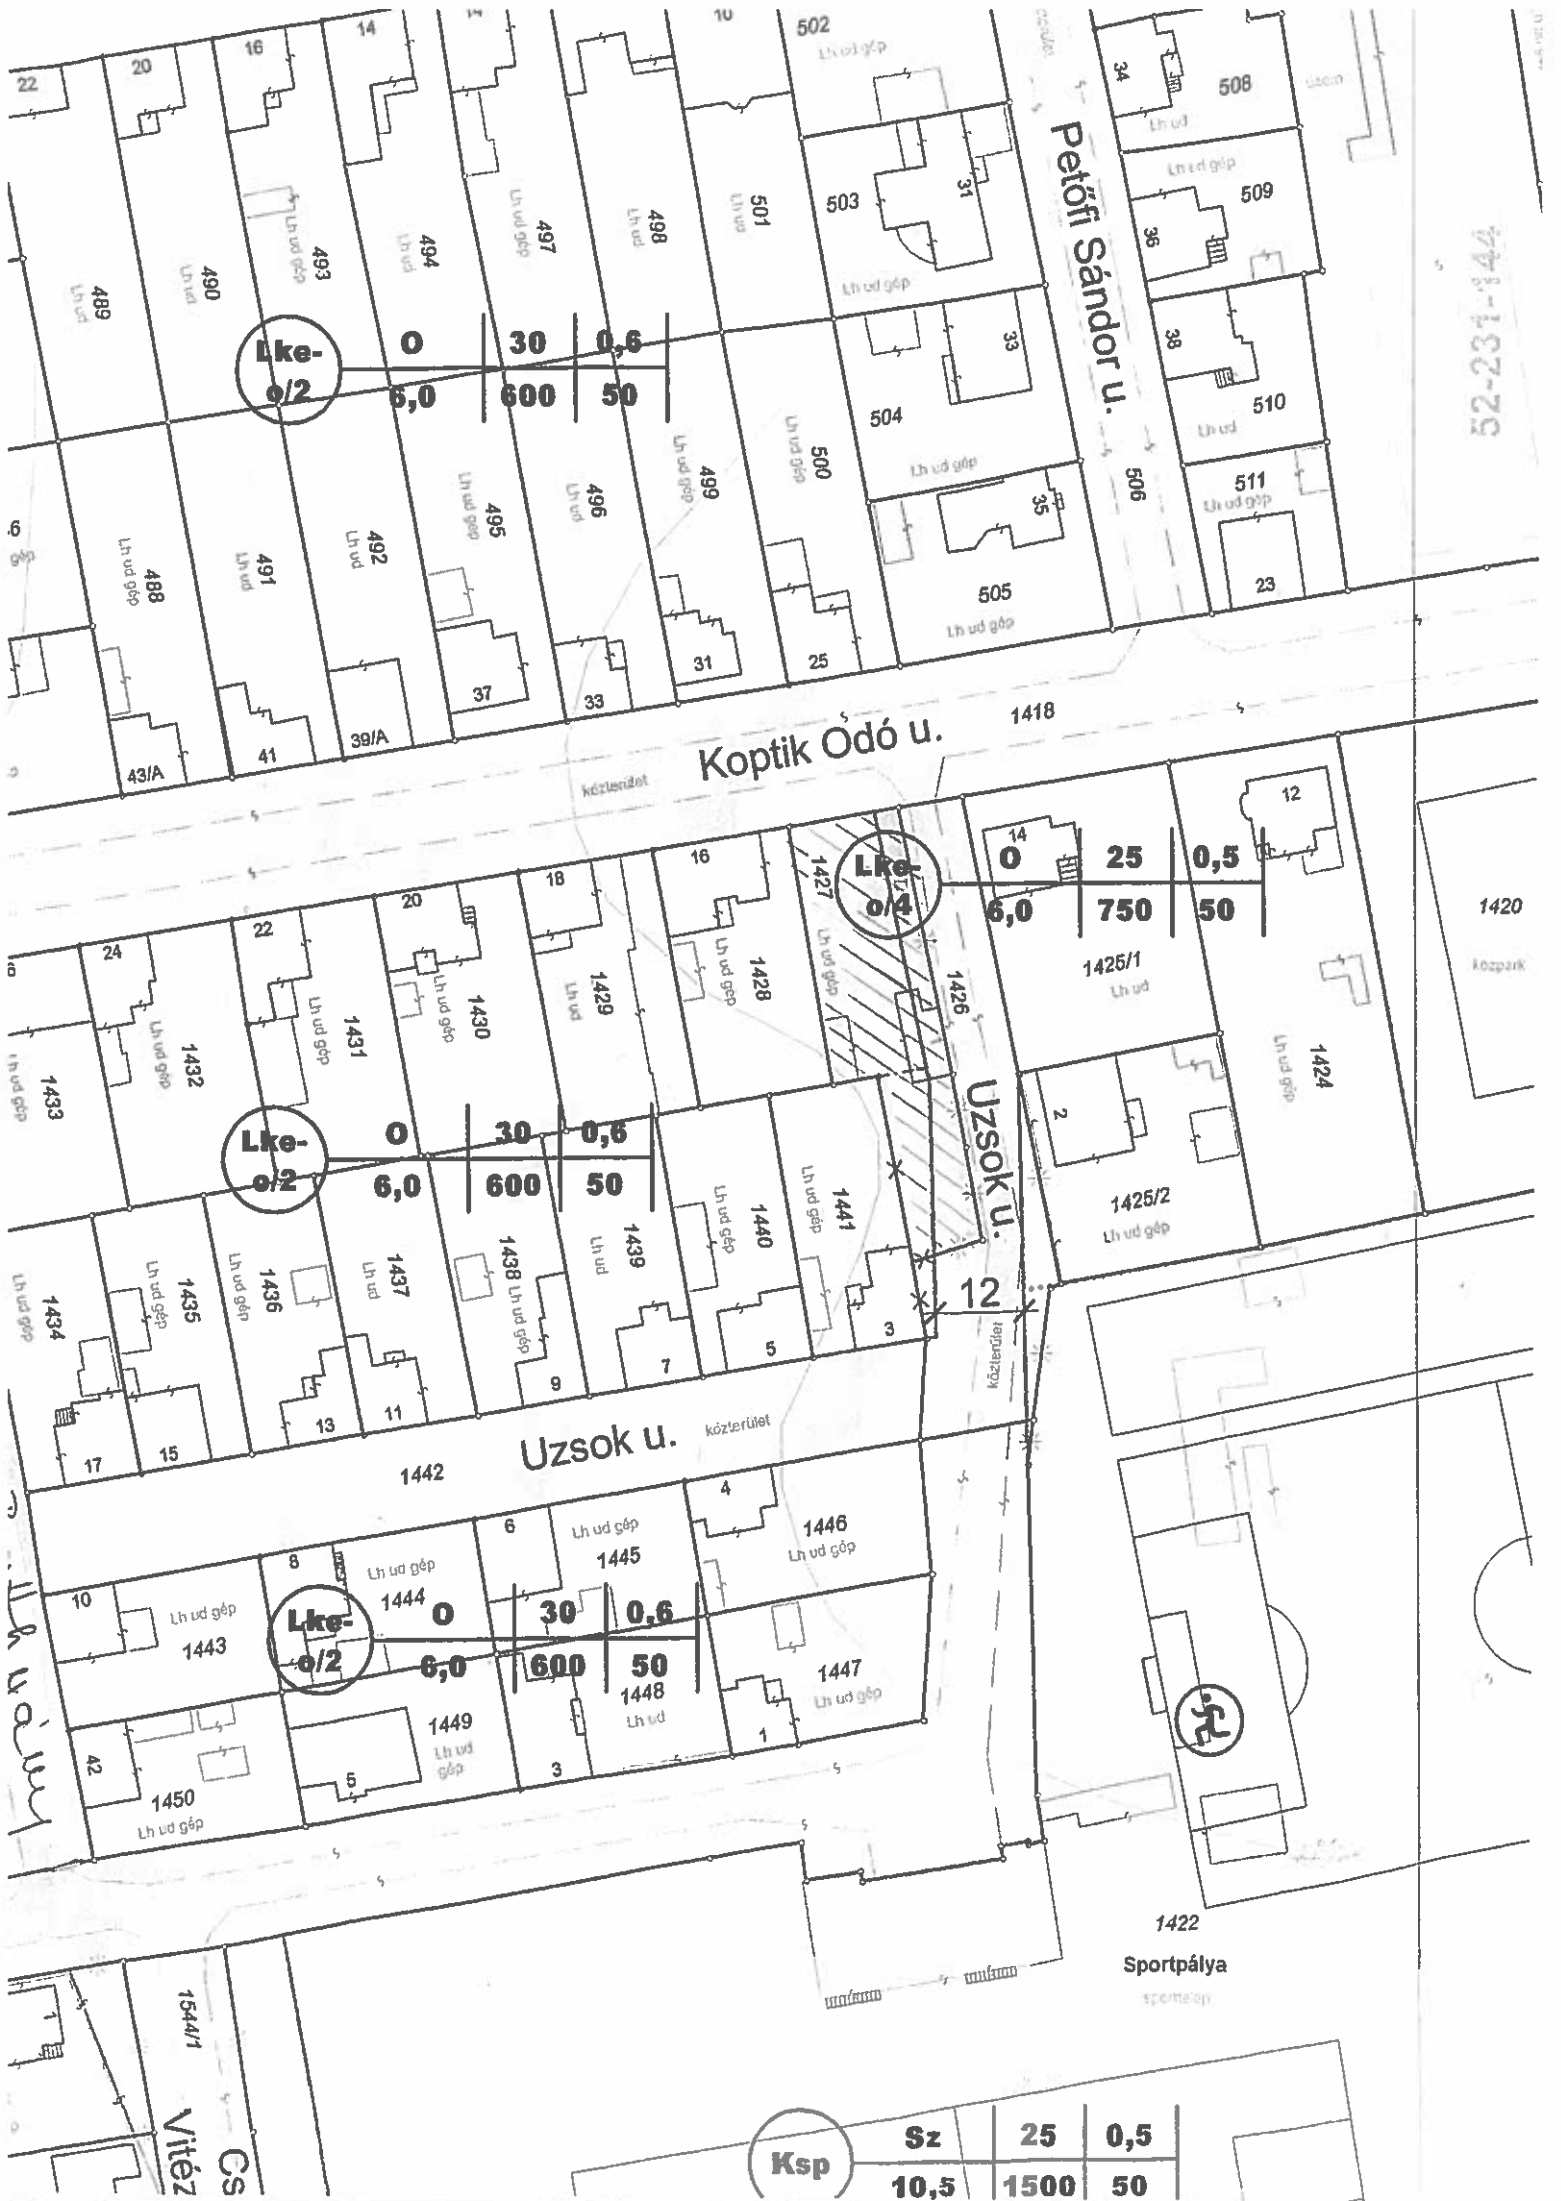 22
20
16
14
14
10
502
Lh ud gép
34
508
Lh ud
Petőfi Sándor u.
503
31
Lh ud gép
Lh ud gép
509
36
52-231-144
489
Lh ud
490
Lh ud
493
Lh ud gép
494
Lh ud
497
Lh ud gép
498
Lh ud
501
Lh ud
Lke-o/2
O 30 0,6
6,0 600 50
504
33
Lh ud gép
38
510
Lh ud
506
488
Lh ud gép
491
Lh ud
492
Lh ud
495
Lh ud gép
496
Lh ud
499
Lh ud gép
500
Lh ud gép
35
505
Lh ud gép
511
Lh ud gép
23
gép
43/A
41
39/A
37
33
31
25
Koptik Odó u.
1418
közterület
24
22
20
18
16
1427
Lh ud gép
Lke-o/4
O 25 0,5
6,0 750 50
14
12
1420
közpark
1433
Lh ud gép
1432
Lh ud gép
1431
Lh ud gép
1430
Lh ud gép
1429
Lh ud
1428
Lh ud gép
1426
1425/1
Lh ud
1424
Lh ud gép
Lke-o/2
O 30 0,6
6,0 600 50
Uzsok u.
2
1425/2
Lh ud gép
1434
Lh ud gép
1435
Lh ud gép
1436
Lh ud gép
1437
Lh ud
1438
Lh ud gép
1439
Lh ud
1440
Lh ud gép
1441
Lh ud gép
12
közterület
17
15
13
11
9
7
5
3
Uzsok u.
közterület
1442
10
8
6
4
1443
Lh ud gép
1444
Lh ud gép
1445
Lh ud gép
1446
Lh ud gép
Lke-o/2
O 30 0,6
6,0 600 50
42
1450
Lh ud gép
5
1449
Lh ud gép
3
1448
Lh ud
1
1447
Lh ud gép
1422
Sportpálya
sporttelep
1
1544/1
Vitéz
Cs
Ksp
Sz 25 0,5
10,5 1500 50